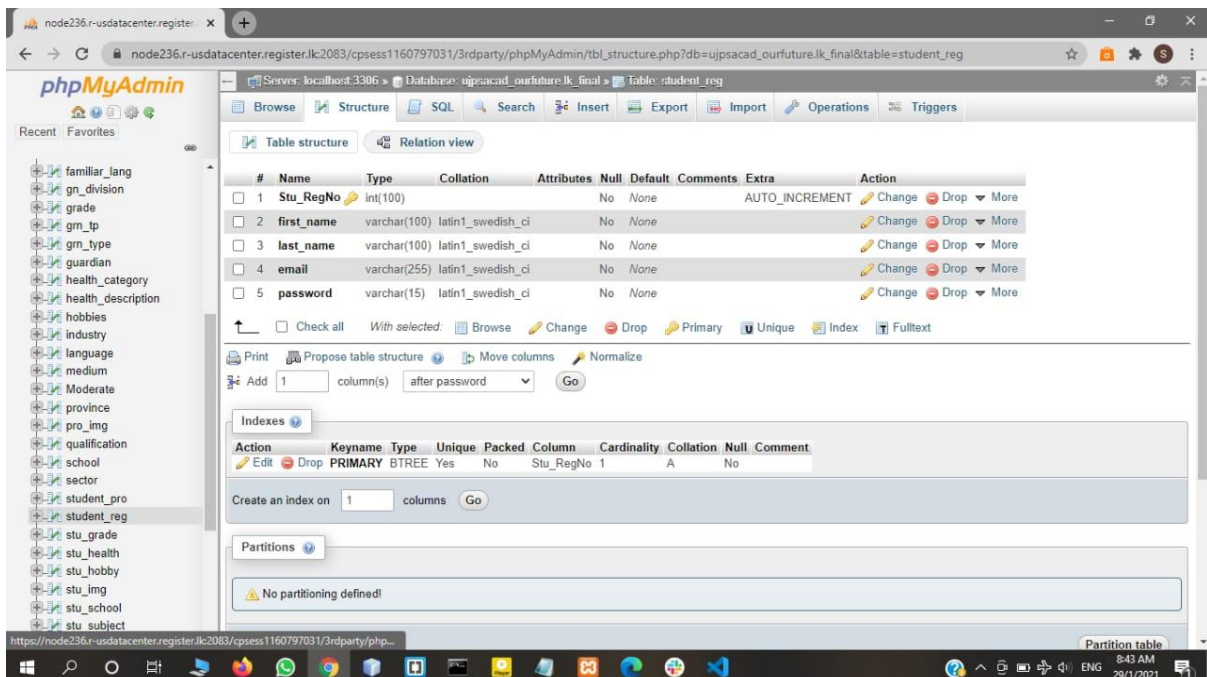 node236.r-usdatacenter.register.
node236.r-usdatacenter.register.lk:2083/cpsess1160797031/3rdparty/phpMyAdmin/tbl_structure.php?db=ujpsacad_ourfuture.lk_final&table=student_reg
S
phpMyAdmin
Recent Favorites
familiar_lang
gn_division
grade
grn_tp
grn_type
guardian
health_category
health_description
hobbies
industry
language
medium
Moderate
province
pro_img
qualification
school
sector
student_pro
student_reg
stu_grade
stu_health
stu_hobby
stu_img
stu_school
stu_subject
Server: localhost:3306 » Database: ujpsacad_ourfuture.lk_final » Table: student_reg
Browse Structure SQL Search Insert Export Import Operations Triggers
Table structure Relation view
# Name Type Collation Attributes Null Default Comments Extra Action
1 Stu_RegNo int(100) No None AUTO_INCREMENT Change Drop More
2 first_name varchar(100) latin1_swedish_ci No None Change Drop More
3 last_name varchar(100) latin1_swedish_ci No None Change Drop More
4 email varchar(255) latin1_swedish_ci No None Change Drop More
5 password varchar(15) latin1_swedish_ci No None Change Drop More
Check all With selected: Browse Change Drop Primary Unique Index Fulltext
Print Propose table structure Move columns Normalize
Add 1 column(s) after password Go
Indexes
Action Keyname Type Unique Packed Column Cardinality Collation Null Comment
Edit Drop PRIMARY BTREE Yes No Stu_RegNo 1 A No
Create an index on 1 columns Go
Partitions
No partitioning defined!
Partition table
https://node236.r-usdatacenter.register.lk:2083/cpsess1160797031/3rdparty/php...
ENG 8:43 AM
29/1/2021